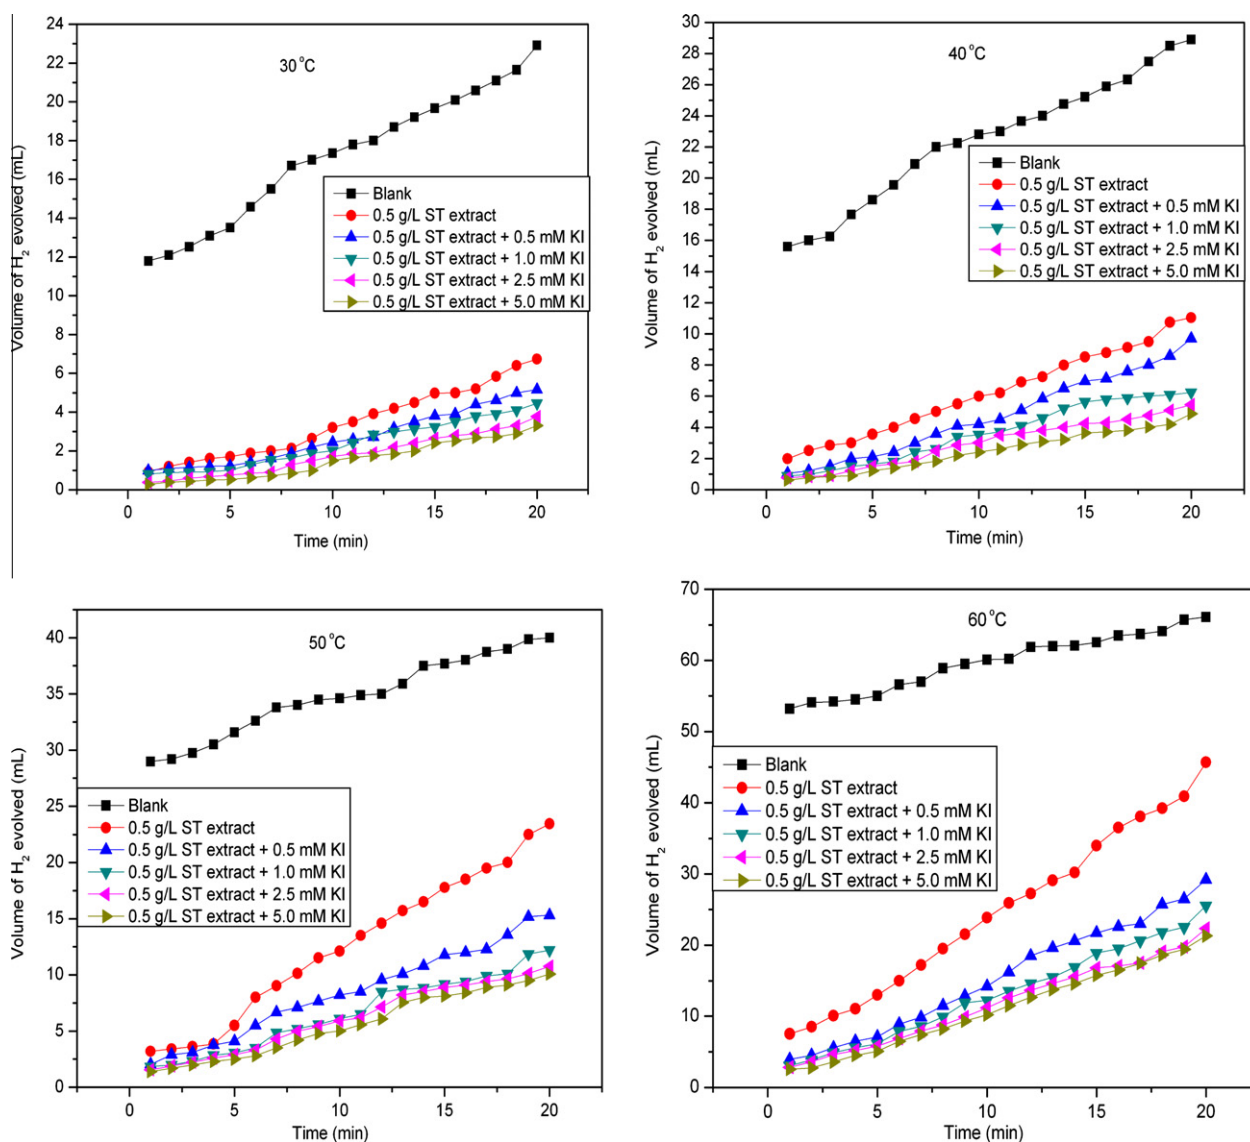 30°C
Volume of H2 evolved (mL)
24
22
20
18
16
14
12
10
8
6
4
2
0
Blank
0.5 g/L ST extract
0.5 g/L ST extract + 0.5 mM KI
0.5 g/L ST extract + 1.0 mM KI
0.5 g/L ST extract + 2.5 mM KI
0.5 g/L ST extract + 5.0 mM KI
0 5 10 15 20
Time (min)
40°C
Volume of H2 evolved (mL)
30
28
26
24
22
20
18
16
14
12
10
8
6
4
2
0
Blank
0.5 g/L ST extract
0.5 g/L ST extract + 0.5 mM KI
0.5 g/L ST extract + 1.0 mM KI
0.5 g/L ST extract + 2.5 mM KI
0.5 g/L ST extract + 5.0 mM KI
0 5 10 15 20
Time (min)
50°C
Volume of H2 evolved (mL)
40
35
30
25
20
15
10
5
0
Blank
0.5 g/L ST extract
0.5 g/L ST extract + 0.5 mM KI
0.5 g/L ST extract + 1.0 mM KI
0.5 g/L ST extract + 2.5 mM KI
0.5 g/L ST extract + 5.0 mM KI
0 5 10 15 20
Time (min)
60°C
Volume of H2 evolved (mL)
70
60
50
40
30
20
10
0
Blank
0.5 g/L ST extract
0.5 g/L ST extract + 0.5 mM KI
0.5 g/L ST extract + 1.0 mM KI
0.5 g/L ST extract + 2.5 mM KI
0.5 g/L ST extract + 5.0 mM KI
0 5 10 15 20
Time (min)